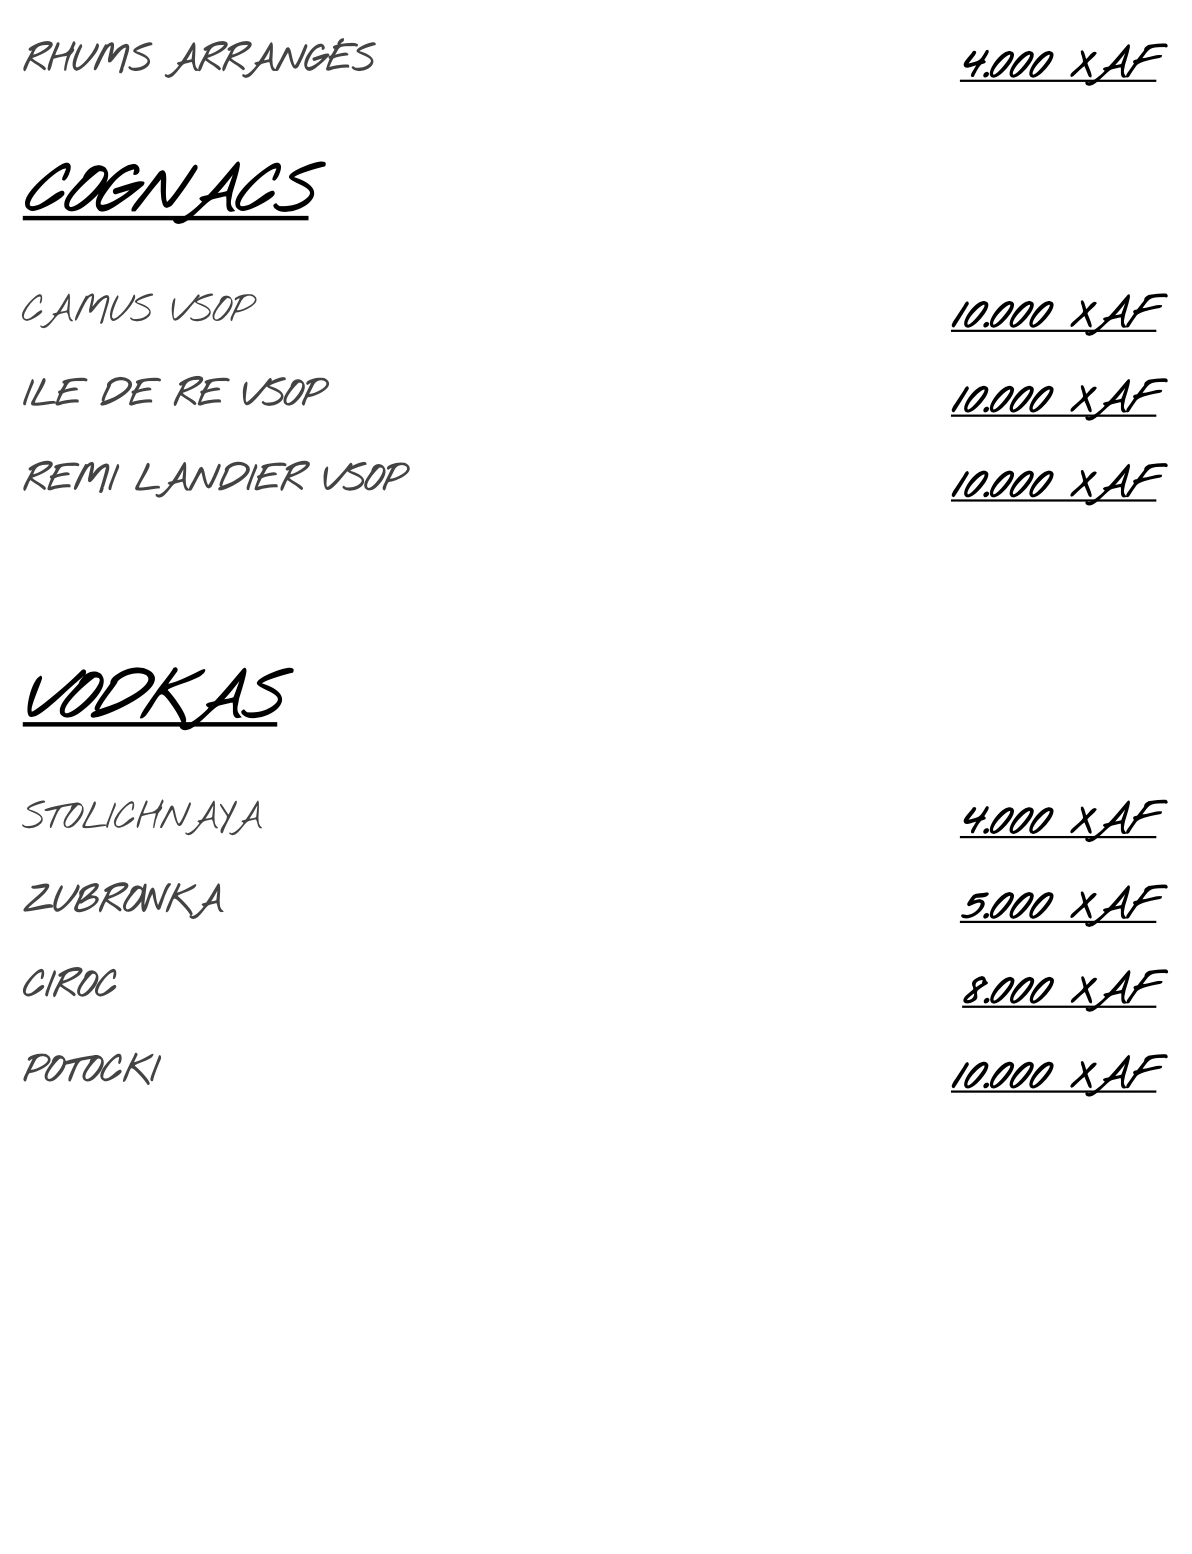 RHUMS ARRANGÉS 4.000 XAF
COGNACS
CAMUS VSOP 10.000 XAF
ILE DE RE VSOP 10.000 XAF
REMI LANDIER VSOP 10.000 XAF
VODKAS
STOLICHNAYA 4.000 XAF
ZUBROWKA 5.000 XAF
CIROC 8.000 XAF
POTOCKI 10.000 XAF